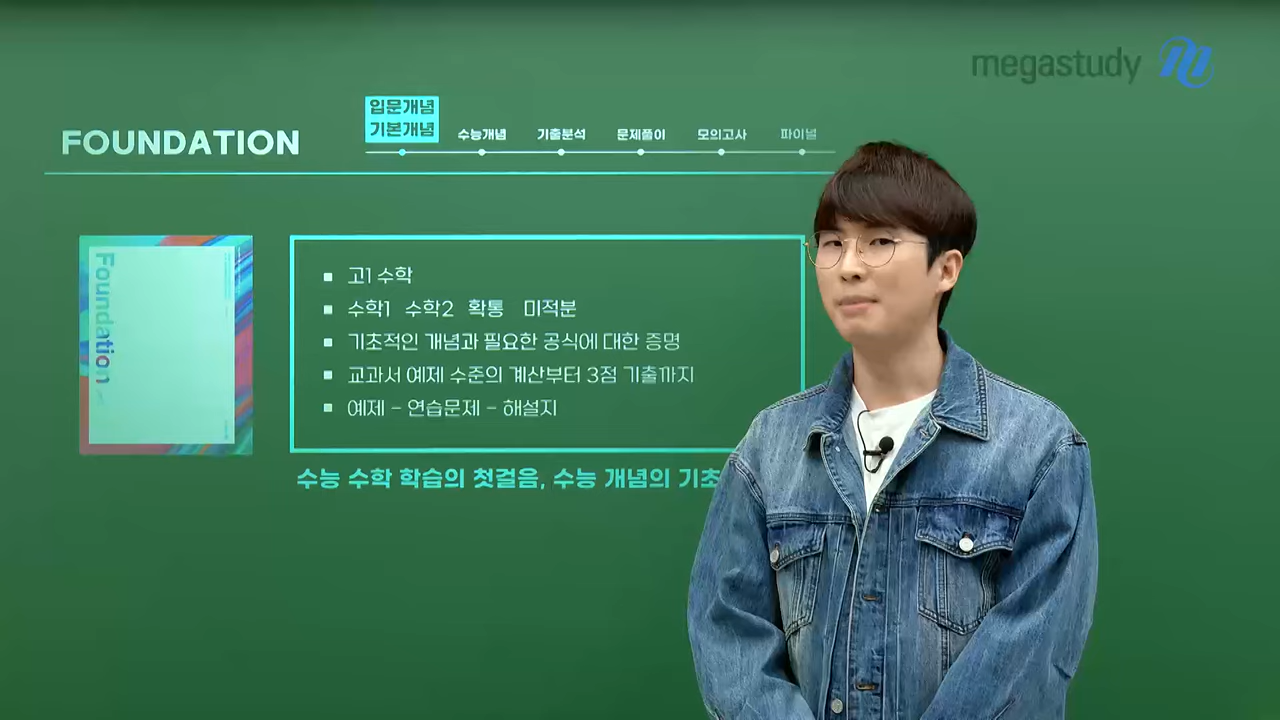 megastudy
FOUNDATION
입문개념
기본개념
수능개념
기출분석
문제풀이
모의고사
파이널
Foundation
고1 수학
수학1 수학2 확통 미적분
기초적인 개념과 필요한 공식에 대한 증명
교과서 예제 수준의 계산부터 3점 기출까지
예제 - 연습문제 - 해설지
수능 수학 학습의 첫걸음, 수능 개념의 기초